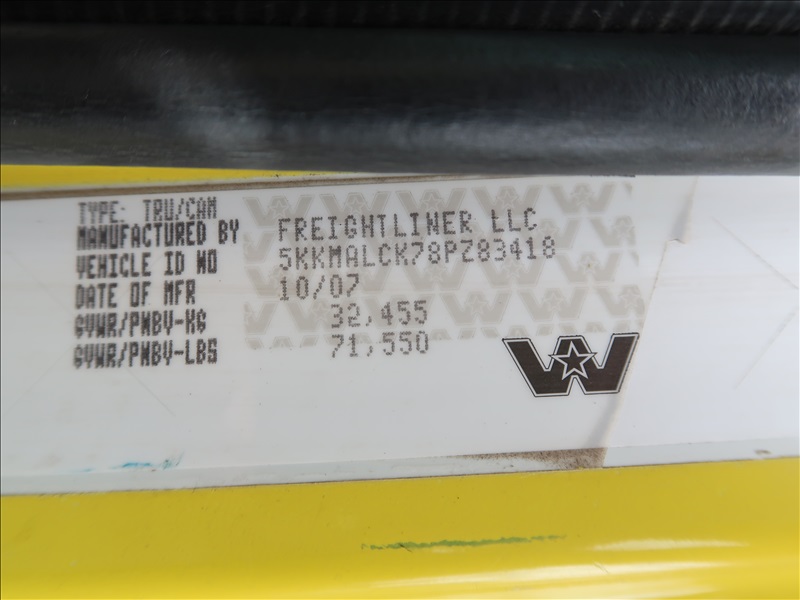 TYPE: TRU/CAM
MANUFACTURED BY FREIGHTLINER LLC
VEHICLE ID NO 5KKMALCK78PZ83418
DATE OF MFR 10/07
GVWR/PNBV-KG 32,455
GVWR/PNBV-LBS 71,550